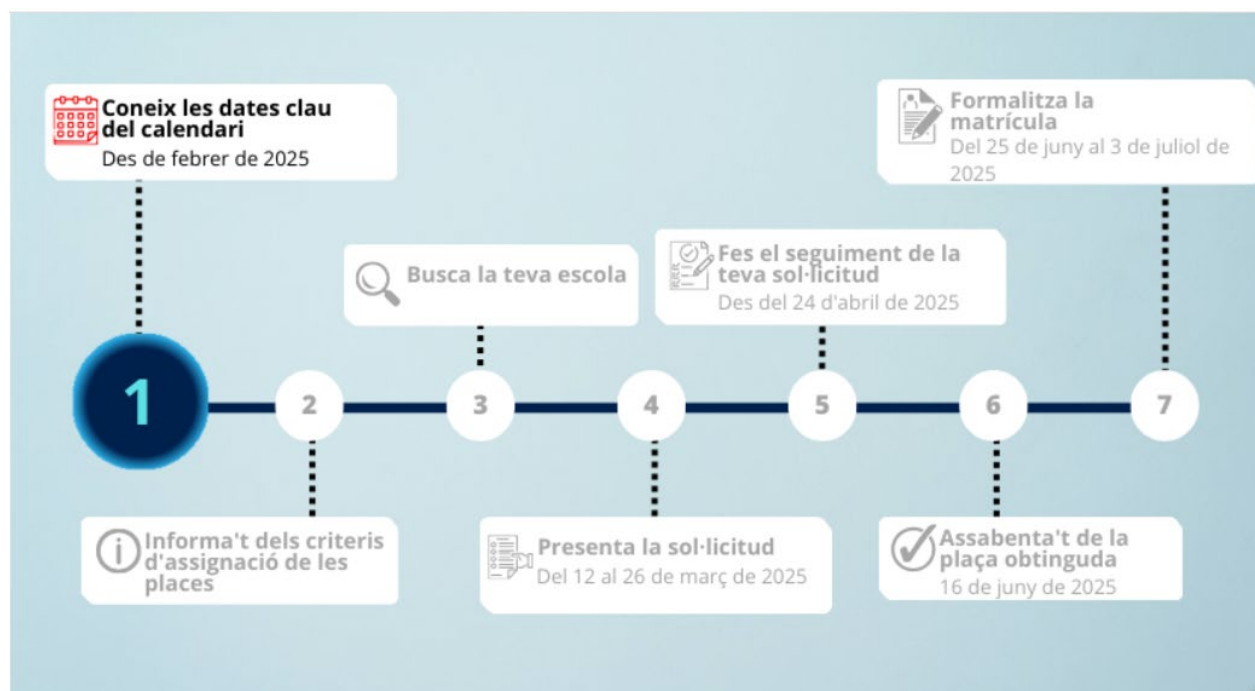 Coneix les dates clau
del calendari
Des de febrer de 2025
Formalitza la
matrícula
Del 25 de juny al 3 de juliol de
2025
Busca la teva escola
Fes el seguiment de la
teva sol·licitud
Des del 24 d'abril de 2025
1
2
3
4
5
6
7
Informa't dels criteris
d'assignació de les
places
Presenta la sol·licitud
Del 12 al 26 de març de 2025
Assabenta't de la
plaça obtinguda
16 de juny de 2025